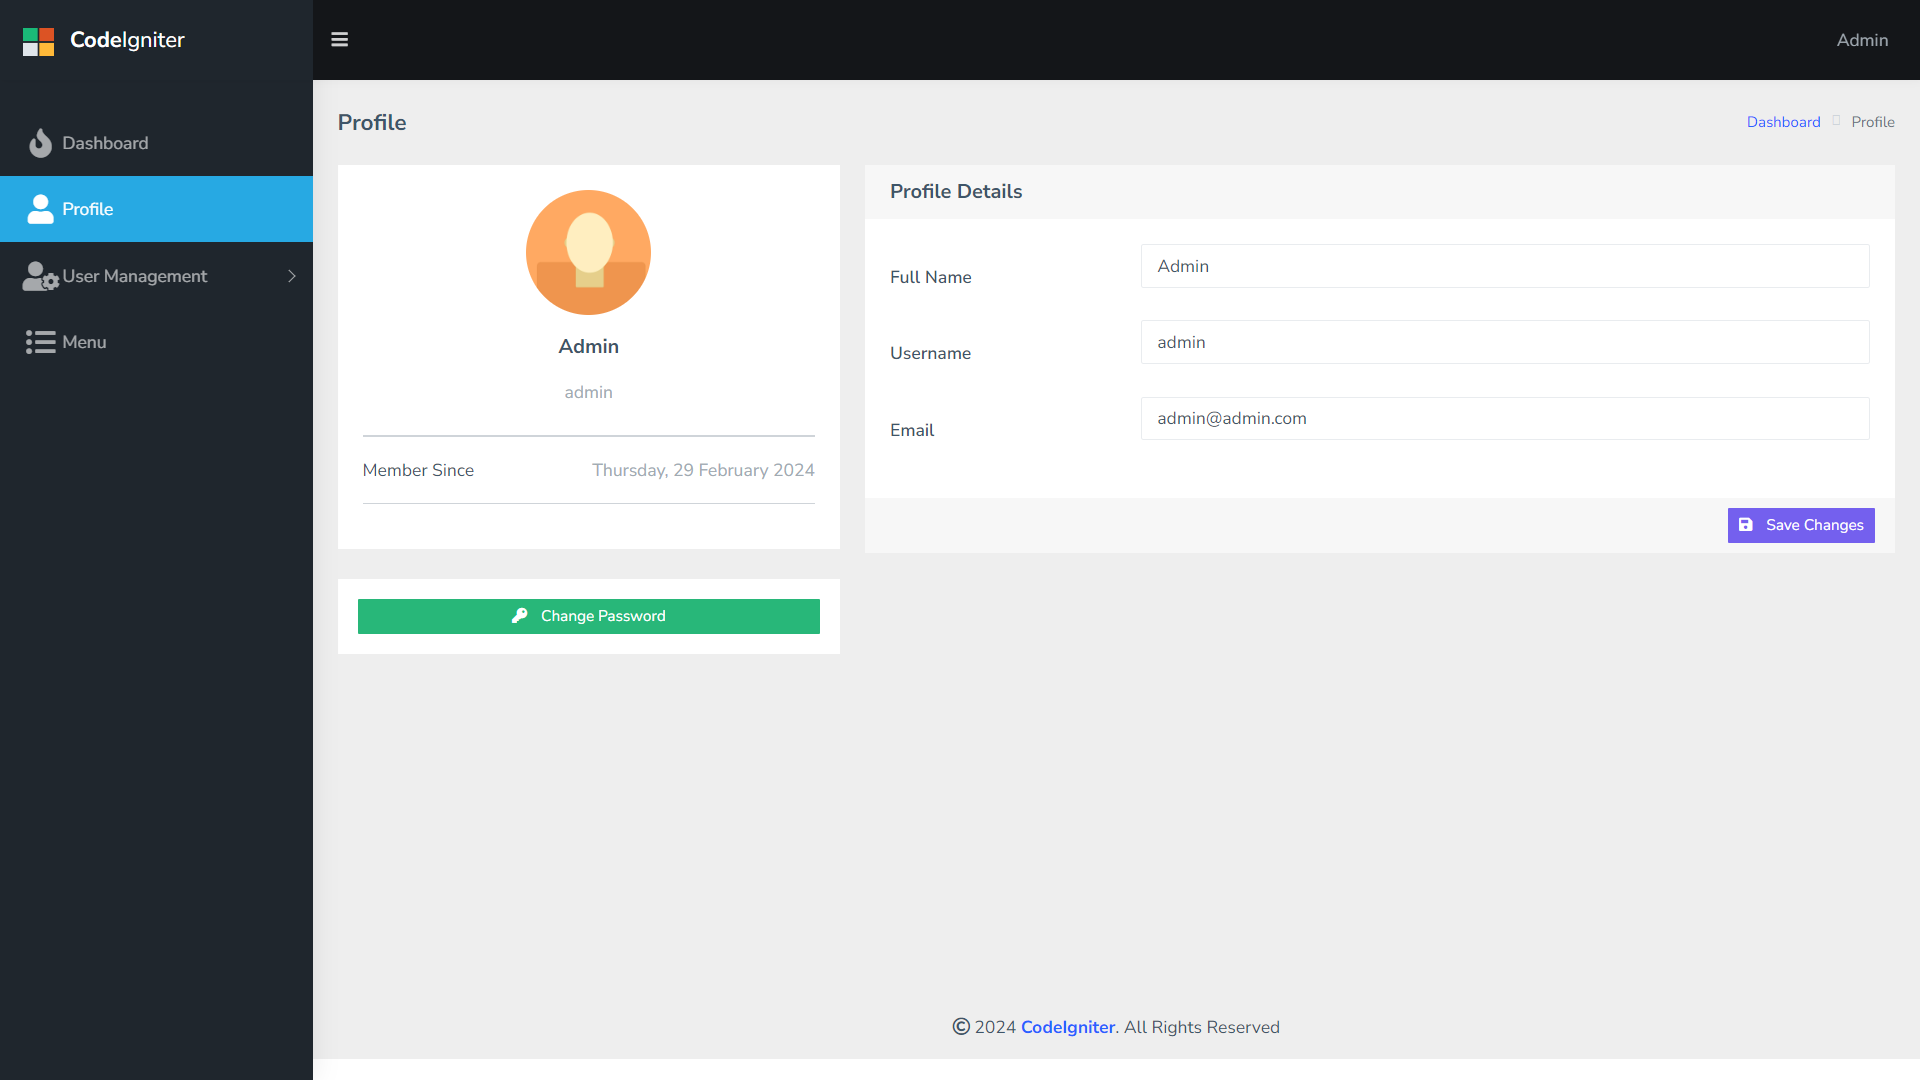 CodeIgniter
Admin
Dashboard
Profile
User Management
Menu
Profile
Dashboard Profile
Admin
admin
Member Since Thursday, 29 February 2024
Change Password
Profile Details
Full Name Admin
Username admin
Email admin@admin.com
Save Changes
© 2024 CodeIgniter. All Rights Reserved